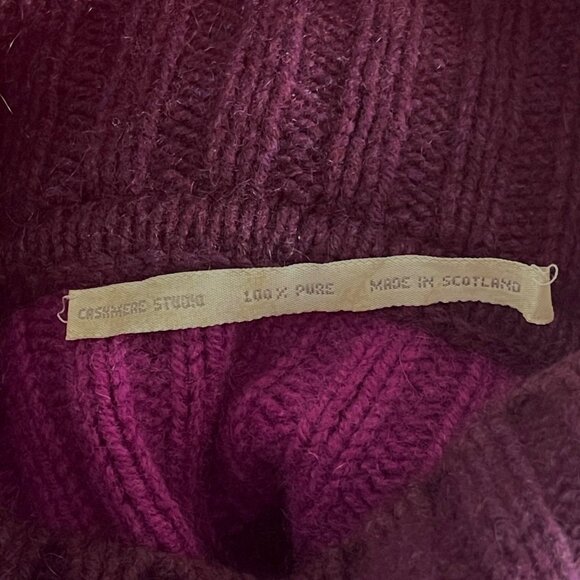 CASHMERE STUDIO 100% PURE MADE IN SCOTLAND